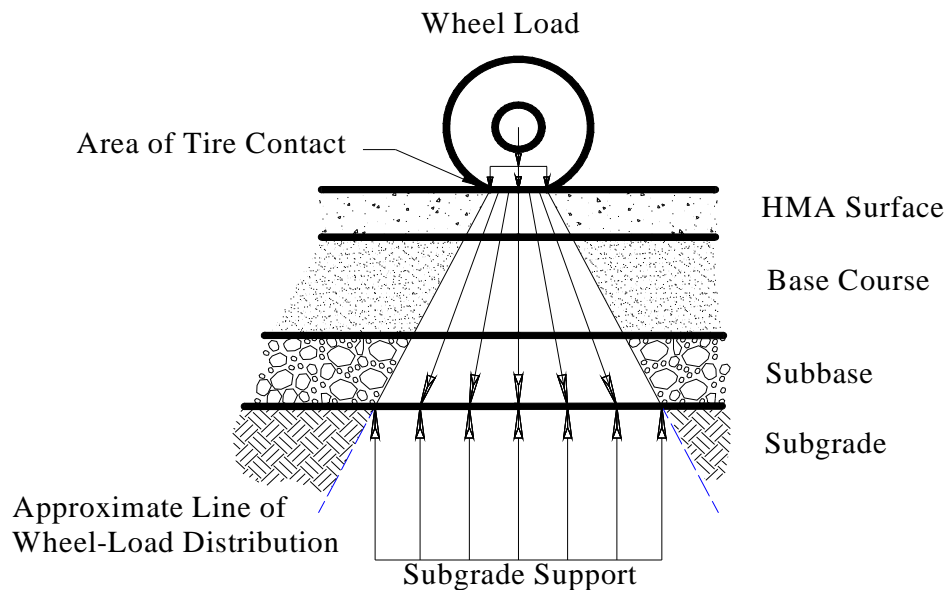 Wheel Load
Area of Tire Contact
HMA Surface
Base Course
Subbase
Subgrade
Approximate Line of
Wheel-Load Distribution
Subgrade Support